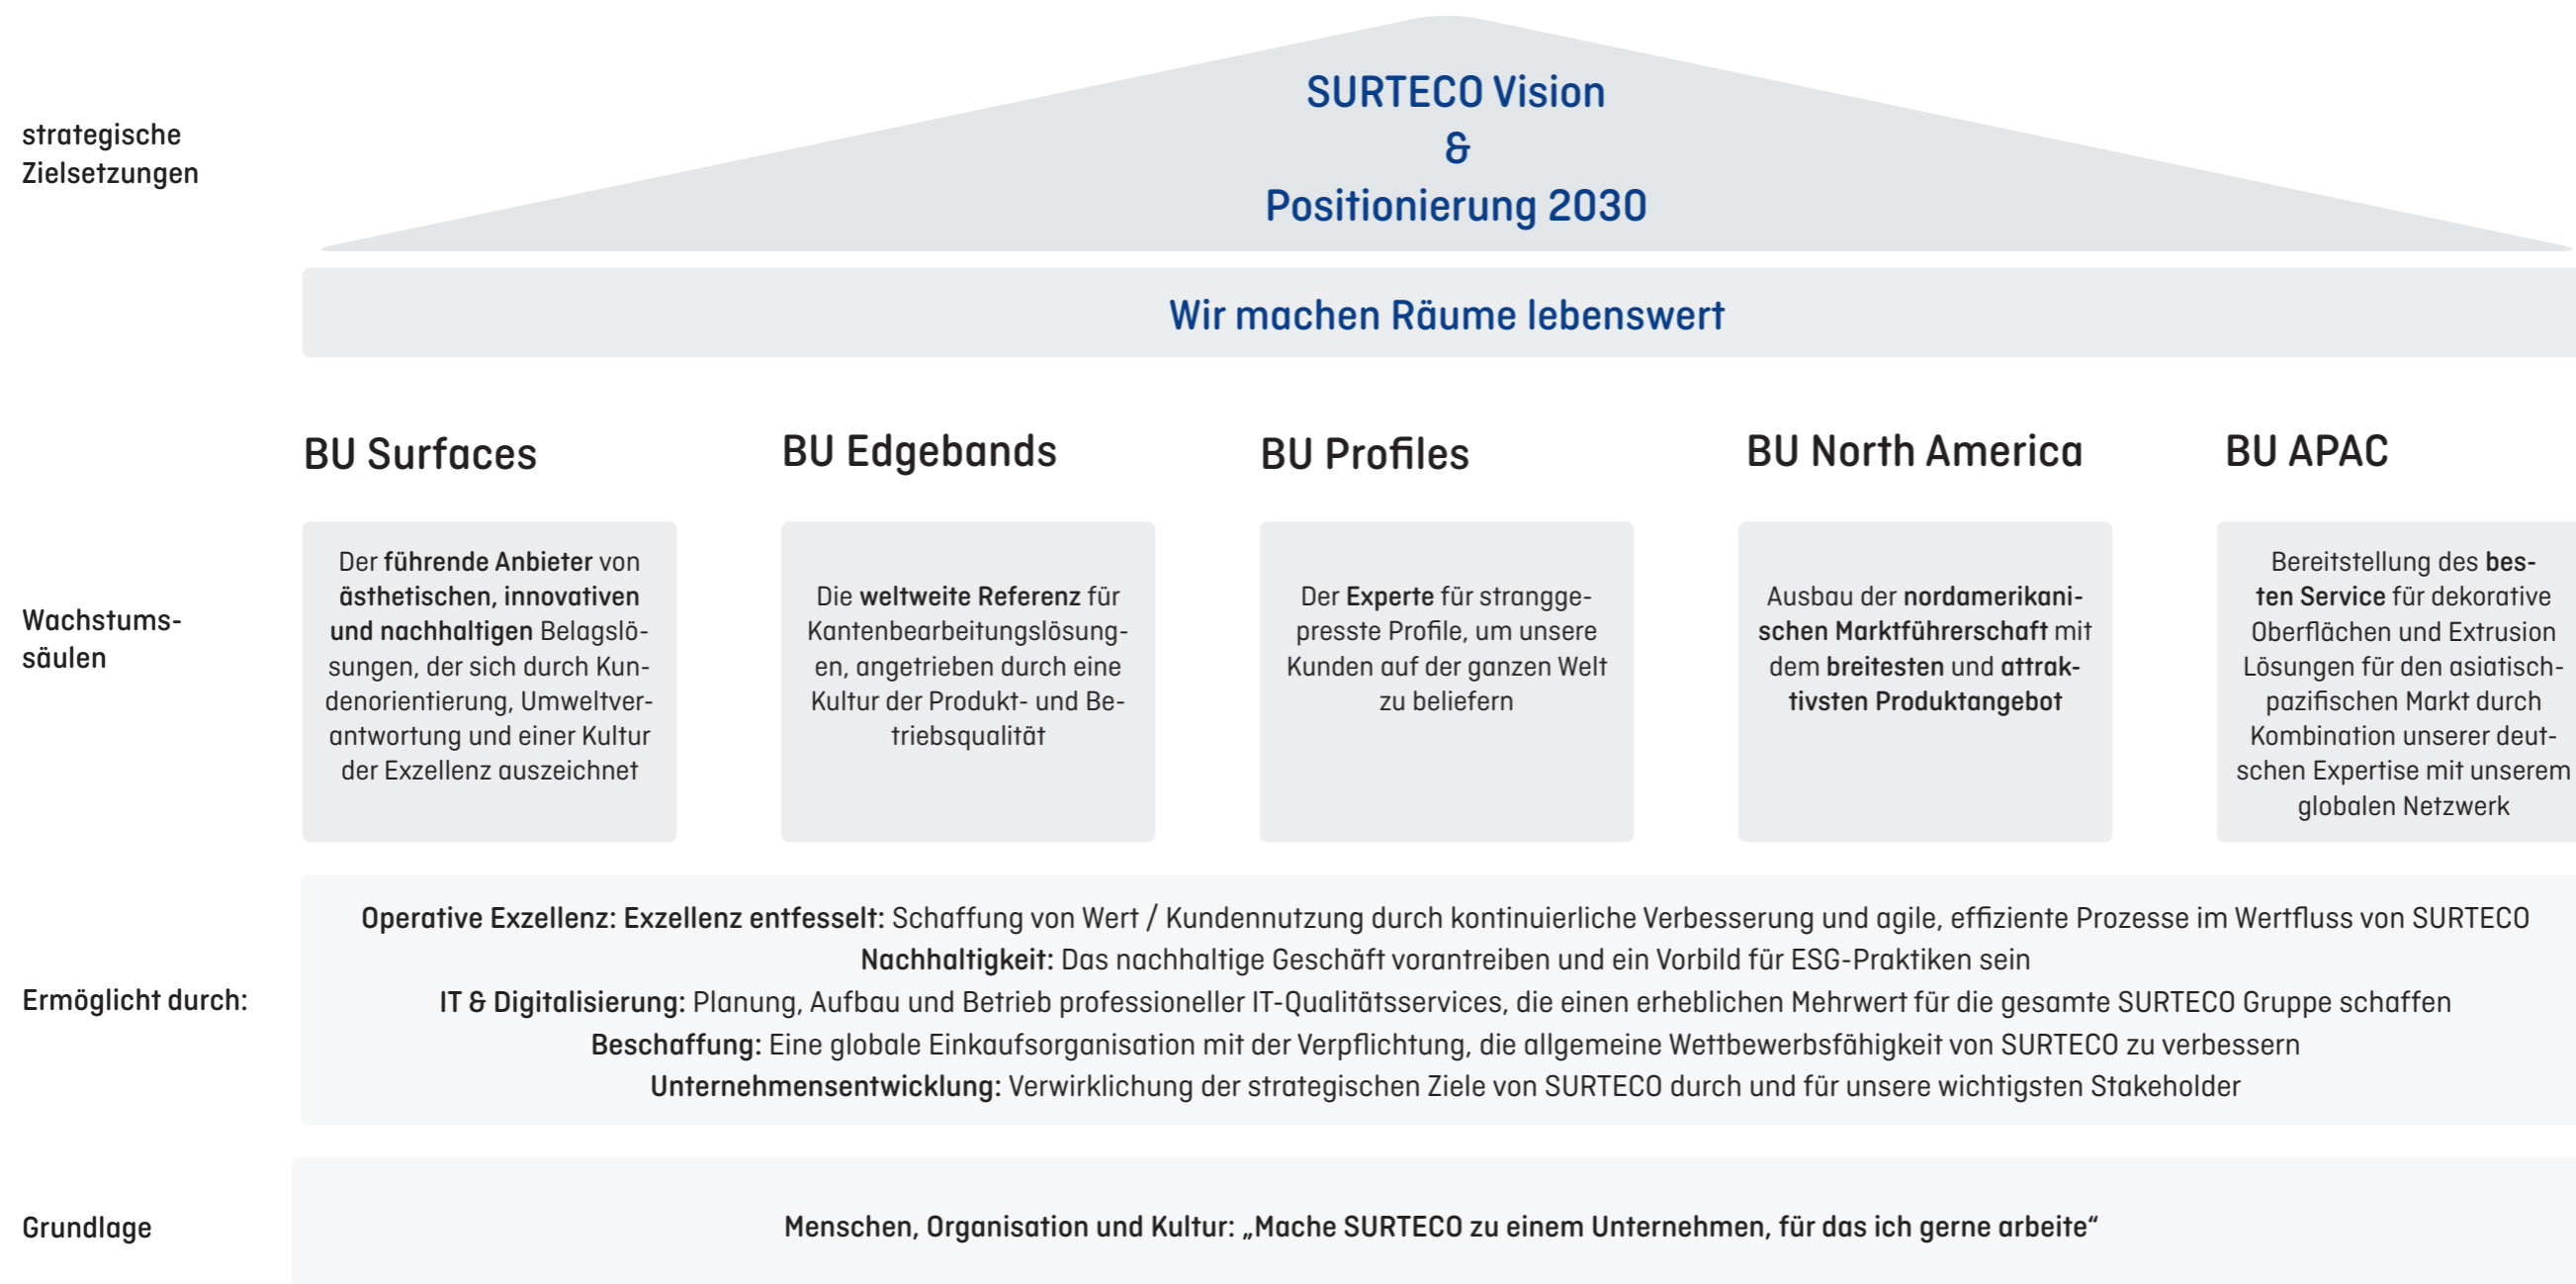 strategische
Zielsetzungen
SURTECO Vision
&
Positionierung 2030
Wir machen Räume lebenswert
BU Surfaces
BU Edgebands
BU Profiles
BU North America
BU APAC
Wachstums-
säulen
Der führende Anbieter von
ästhetischen, innovativen
und nachhaltigen Belagslö-
sungen, der sich durch Kun-
denorientierung, Umweltver-
antwortung und einer Kultur
der Exzellenz auszeichnet
Die weltweite Referenz für
Kantenbearbeitungslösung-
en, angetrieben durch eine
Kultur der Produkt- und Be-
triebsqualität
Der Experte für strangge-
presste Profile, um unsere
Kunden auf der ganzen Welt
zu beliefern
Ausbau der nordamerikani-
schen Marktführerschaft mit
dem breitesten und attrak-
tivsten Produktangebot
Bereitstellung des bes-
ten Service für dekorative
Oberflächen und Extrusion
Lösungen für den asiatisch-
pazifischen Markt durch
Kombination unserer deut-
schen Expertise mit unserem
globalen Netzwerk
Ermöglicht durch:
Operative Exzellenz: Exzellenz entfesselt: Schaffung von Wert / Kundennutzung durch kontinuierliche Verbesserung und agile, effiziente Prozesse im Wertfluss von SURTECO
Nachhaltigkeit: Das nachhaltige Geschäft vorantreiben und ein Vorbild für ESG-Praktiken sein
IT & Digitalisierung: Planung, Aufbau und Betrieb professioneller IT-Qualitätsservices, die einen erheblichen Mehrwert für die gesamte SURTECO Gruppe schaffen
Beschaffung: Eine globale Einkaufsorganisation mit der Verpflichtung, die allgemeine Wettbewerbsfähigkeit von SURTECO zu verbessern
Unternehmensentwicklung: Verwirklichung der strategischen Ziele von SURTECO durch und für unsere wichtigsten Stakeholder
Grundlage
Menschen, Organisation und Kultur: „Mache SURTECO zu einem Unternehmen, für das ich gerne arbeite“